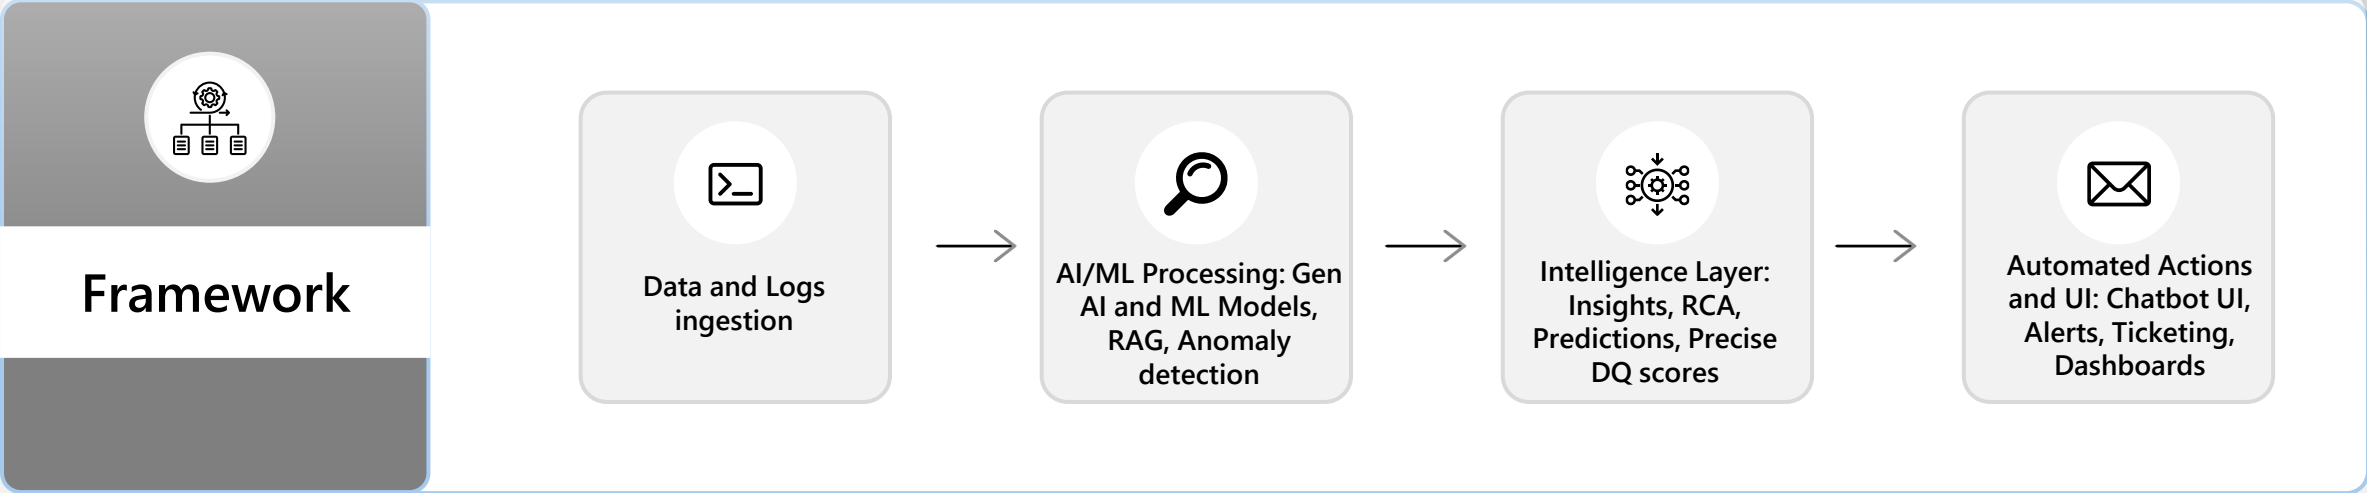 Framework
Data and Logs
ingestion
AI/ML Processing: Gen
AI and ML Models,
RAG, Anomaly
detection
Intelligence Layer:
Insights, RCA,
Predictions, Precise
DQ scores
Automated Actions
and UI: Chatbot UI,
Alerts, Ticketing,
Dashboards